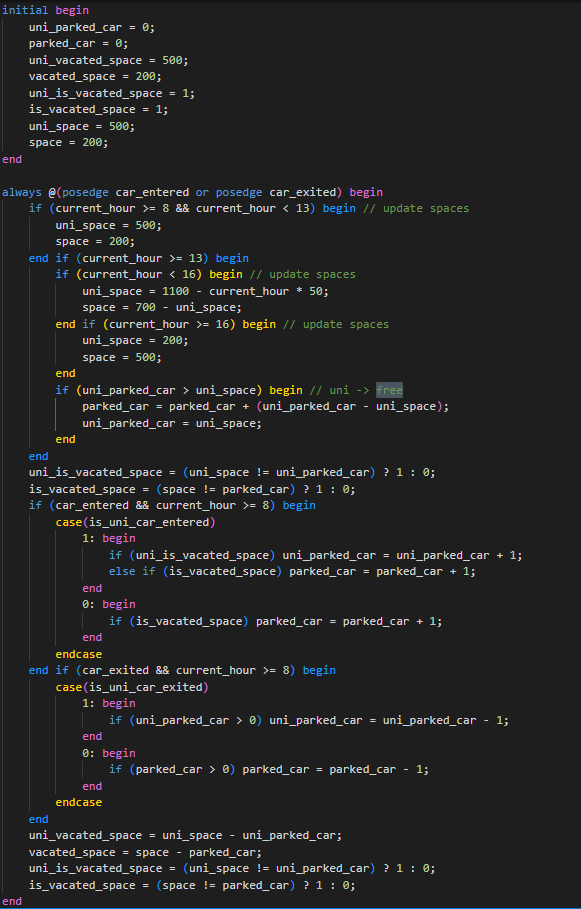 initial begin
    uni_parked_car = 0;
    parked_car = 0;
    uni_vacated_space = 500;
    vacated_space = 200;
    uni_is_vacated_space = 1;
    is_vacated_space = 1;
    uni_space = 500;
    space = 200;
end

always @(posedge car_entered or posedge car_exited) begin
    if (current_hour >= 8 && current_hour < 13) begin // update spaces
        uni_space = 500;
        space = 200;
    end if (current_hour >= 13) begin
        if (current_hour < 16) begin // update spaces
            uni_space = 1100 - current_hour * 50;
            space = 700 - uni_space;
        end if (current_hour >= 16) begin // update spaces
            uni_space = 200;
            space = 500;
        end
        if (uni_parked_car > uni_space) begin // uni -> free
            parked_car = parked_car + (uni_parked_car - uni_space);
            uni_parked_car = uni_space;
        end
    end
    uni_is_vacated_space = (uni_space != uni_parked_car) ? 1 : 0;
    is_vacated_space = (space != parked_car) ? 1 : 0;
    if (car_entered && current_hour >= 8) begin
        case(is_uni_car_entered)
            1: begin
                if (uni_is_vacated_space) uni_parked_car = uni_parked_car + 1;
                else if (is_vacated_space) parked_car = parked_car + 1;
            end
            0: begin
                if (is_vacated_space) parked_car = parked_car + 1;
            end
        endcase
    end if (car_exited && current_hour >= 8) begin
        case(is_uni_car_exited)
            1: begin
                if (uni_parked_car > 0) uni_parked_car = uni_parked_car - 1;
            end
            0: begin
                if (parked_car > 0) parked_car = parked_car - 1;
            end
        endcase
    end
    uni_vacated_space = uni_space - uni_parked_car;
    vacated_space = space - parked_car;
    uni_is_vacated_space = (uni_space != uni_parked_car) ? 1 : 0;
    is_vacated_space = (space != parked_car) ? 1 : 0;
end